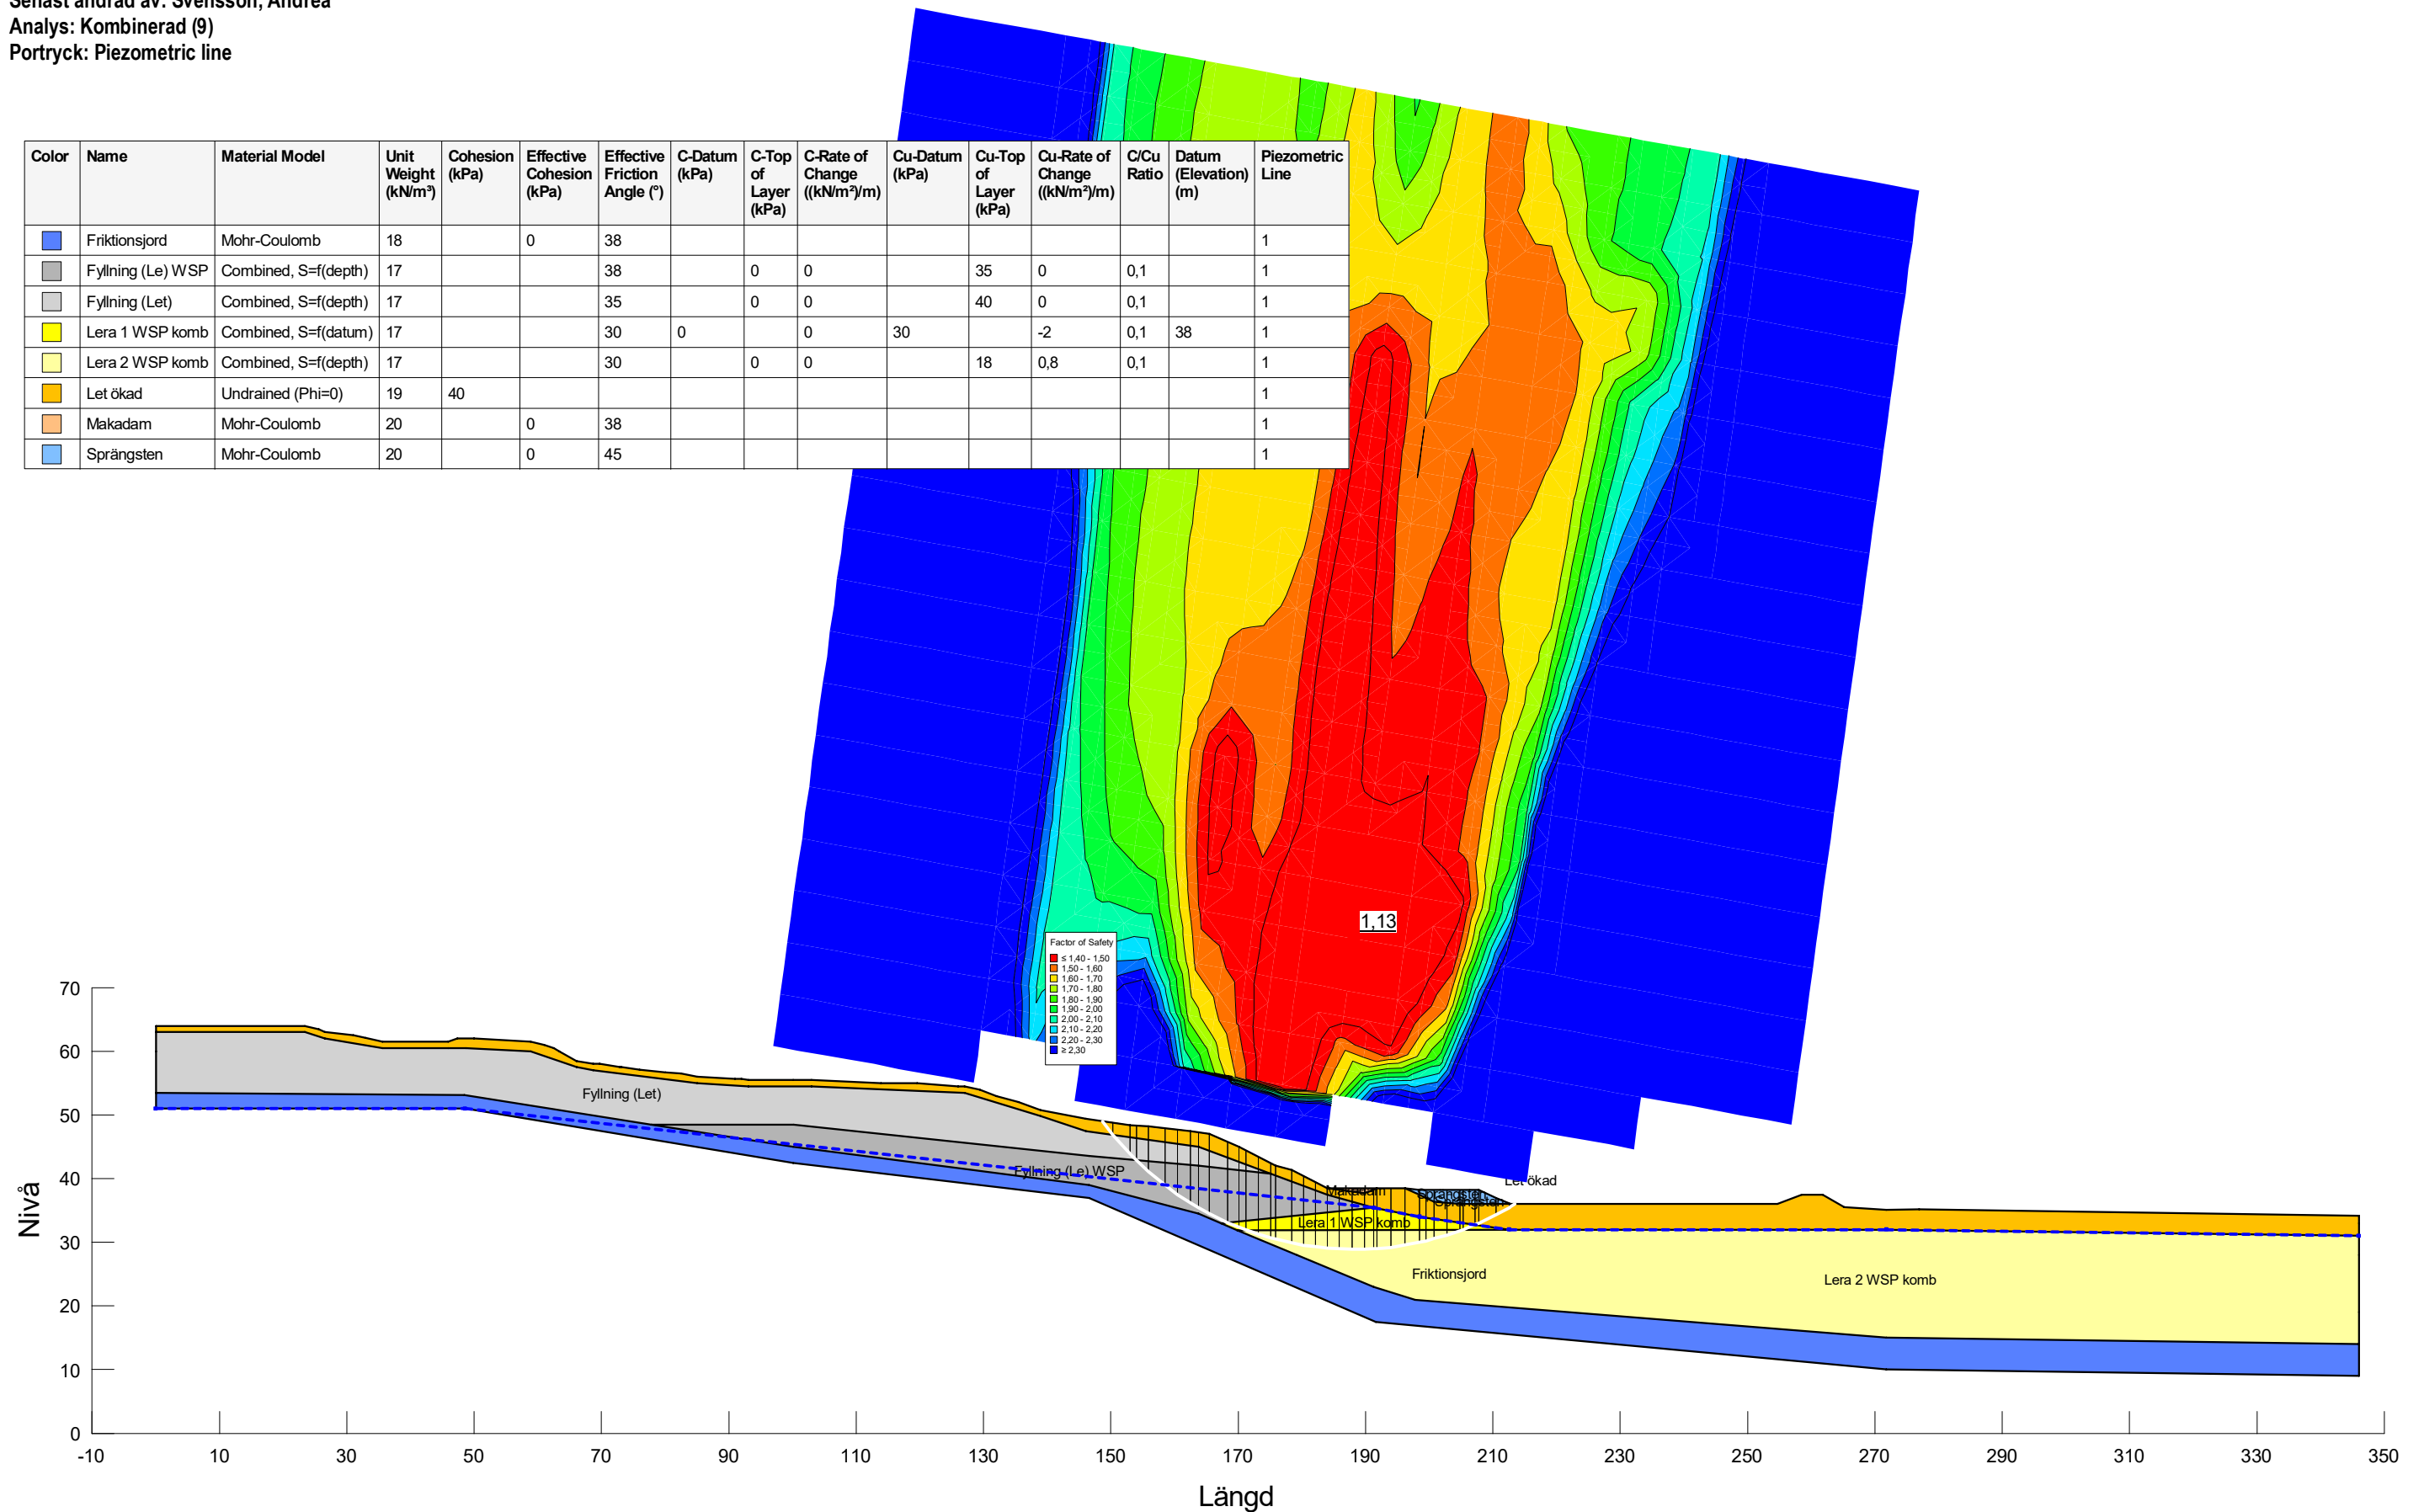 Senast ändrad av: Svensson, Andrea
Analys: Kombinerad (9)
Portryck: Piezometric line
Color Name Material Model Unit Weight (kN/m³) Cohesion (kPa) Effective Cohesion (kPa) Effective Friction Angle (°) C-Datum (kPa) C-Top of Layer (kPa) C-Rate of Change ((kN/m²)/m) Cu-Datum (kPa) Cu-Top of Layer (kPa) Cu-Rate of Change ((kN/m²)/m) C/Cu Ratio Datum (Elevation) (m) Piezometric Line
Friktionsjord Mohr-Coulomb 18 0 38 1
Fyllning (Le) WSP Combined, S=f(depth) 17 38 0 0 35 0 0,1 1
Fyllning (Let) Combined, S=f(depth) 17 35 0 0 40 0 0,1 1
Lera 1 WSP komb Combined, S=f(datum) 17 30 0 0 30 -2 0,1 38 1
Lera 2 WSP komb Combined, S=f(depth) 17 30 0 0 18 0,8 0,1 1
Let ökad Undrained (Phi=0) 19 40 1
Makadam Mohr-Coulomb 20 0 38 1
Sprängsten Mohr-Coulomb 20 0 45 1
1,13
Factor of Safety
≤ 1,40 - 1,50
1,50 - 1,60
1,60 - 1,70
1,70 - 1,80
1,80 - 1,90
1,90 - 2,00
2,00 - 2,10
2,10 - 2,20
2,20 - 2,30
≥ 2,30
Fyllning (Let)
Fyllning (Le) WSP
Makadam
Sprängsten
Sprängsten
Let ökad
Lera 1 WSP komb
Friktionsjord
Lera 2 WSP komb
Nivå
70
60
50
40
30
20
10
0
-10 10 30 50 70 90 110 130 150 170 190 210 230 250 270 290 310 330 350
Längd